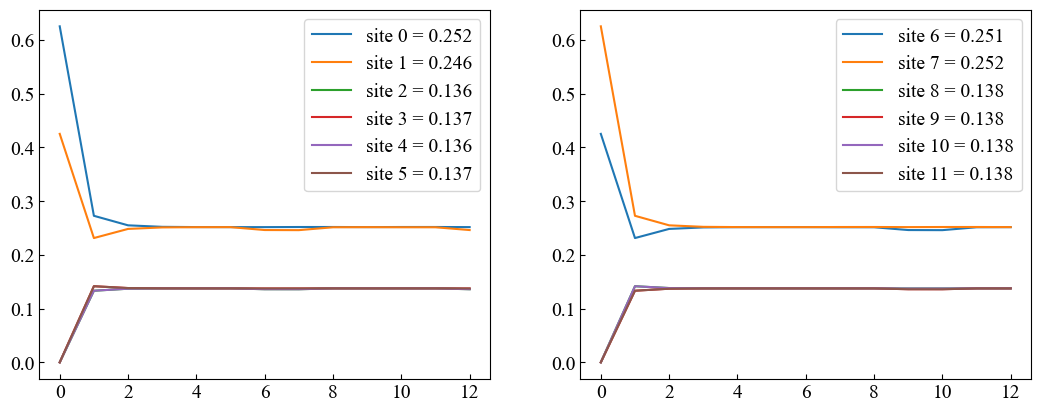 site 0 = 0.252
site 1 = 0.246
site 2 = 0.136
site 3 = 0.137
site 4 = 0.136
site 5 = 0.137
0.6
0.5
0.4
0.3
0.2
0.1
0.0
0 2 4 6 8 10 12
site 6 = 0.251
site 7 = 0.252
site 8 = 0.138
site 9 = 0.138
site 10 = 0.138
site 11 = 0.138
0.6
0.5
0.4
0.3
0.2
0.1
0.0
0 2 4 6 8 10 12